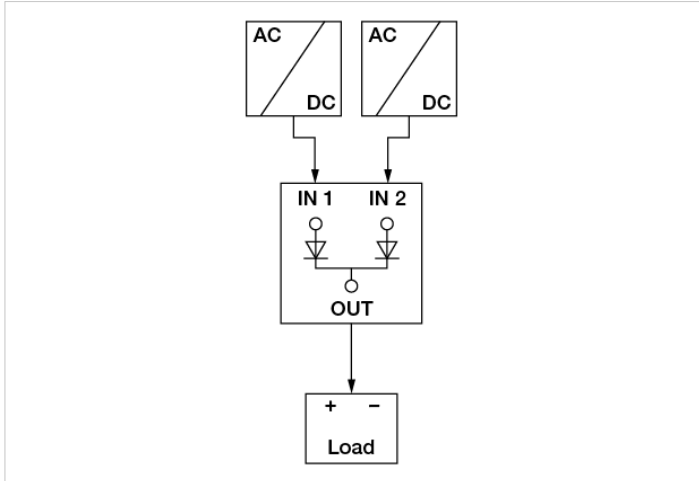 AC AC
DC DC
IN 1 IN 2
OUT
+ −
Load